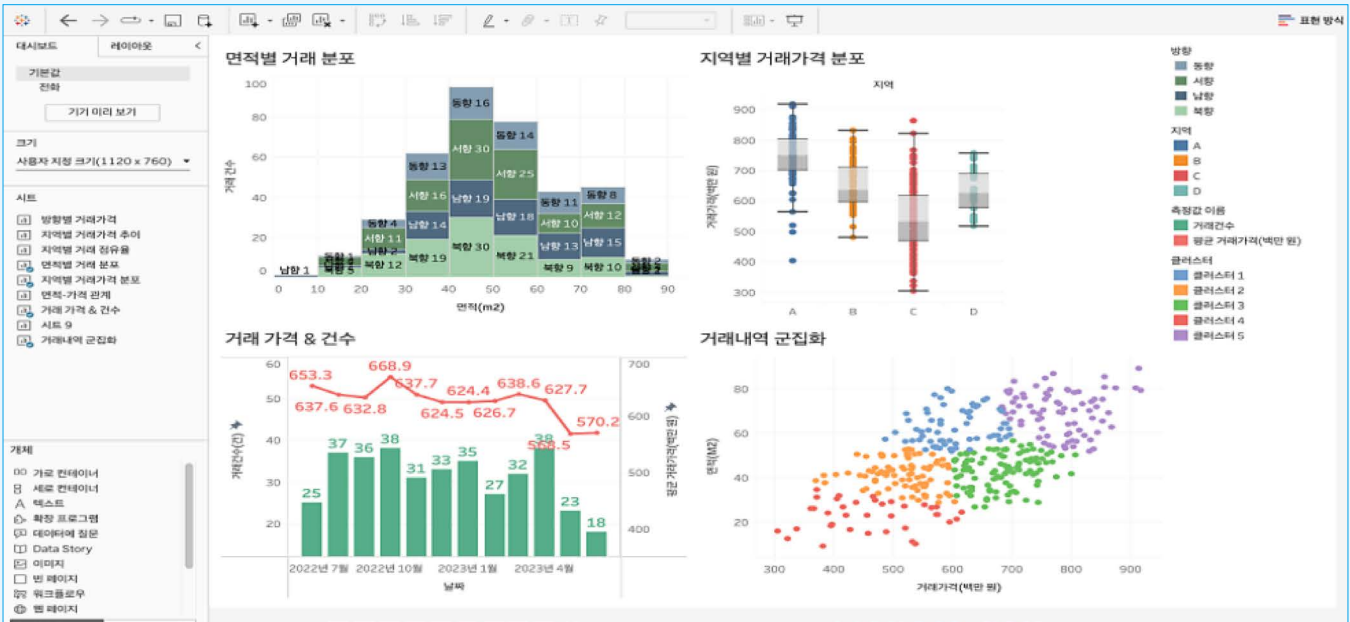 표현 방식
대시보드
레이아웃
기본값
전화
기기 미리 보기
크기
사용자 지정 크기(1120 x 760)
시트
방향별 거래가격
지역별 거래가격 추이
지역별 거래 점유율
면적별 거래 분포
지역별 거래가격 분포
면적-가격 관계
거래 가격 & 건수
시트 9
거래내역 군집화
개체
가로 컨테이너
세로 컨테이너
텍스트
확장 프로그램
데이터에 질문
Data Story
이미지
빈 페이지
워크플로우
웹 페이지
면적별 거래 분포
100
80
60
40
20
0
거래 건수
남향 1
북향 5
동향 4
서향 11
남향 2
북향 12
동향 13
서향 16
남향 14
북향 19
동향 16
서향 30
남향 19
북향 30
동향 14
서향 25
남향 18
북향 21
동향 11
서향 10
남향 13
북향 9
동향 8
서향 12
남향 15
북향 10
0 10 20 30 40 50 60 70 80 90
면적(m2)
지역별 거래가격 분포
지역
900
800
700
600
500
400
300
거래가격(백만 원)
A B C D
거래 가격 & 건수
60
50
40
30
20
거래건수(건)
653.3
637.6
632.8
668.9
637.7
624.5
624.4
626.7
638.6
627.7
568.5
570.2
25 37 36 38 31 33 35 27 32 38 23 18
700
600
500
400
평균 거래가격(백만 원)
2022년 7월 2022년 10월 2023년 1월 2023년 4월
날짜
거래내역 군집화
80
60
40
20
면적(M2)
300 400 500 600 700 800 900
거래가격(백만 원)
방향
동향
서향
남향
북향
지역
A
B
C
D
측정값 이름
거래건수
평균 거래가격(백만 원)
클러스터
클러스터 1
클러스터 2
클러스터 3
클러스터 4
클러스터 5